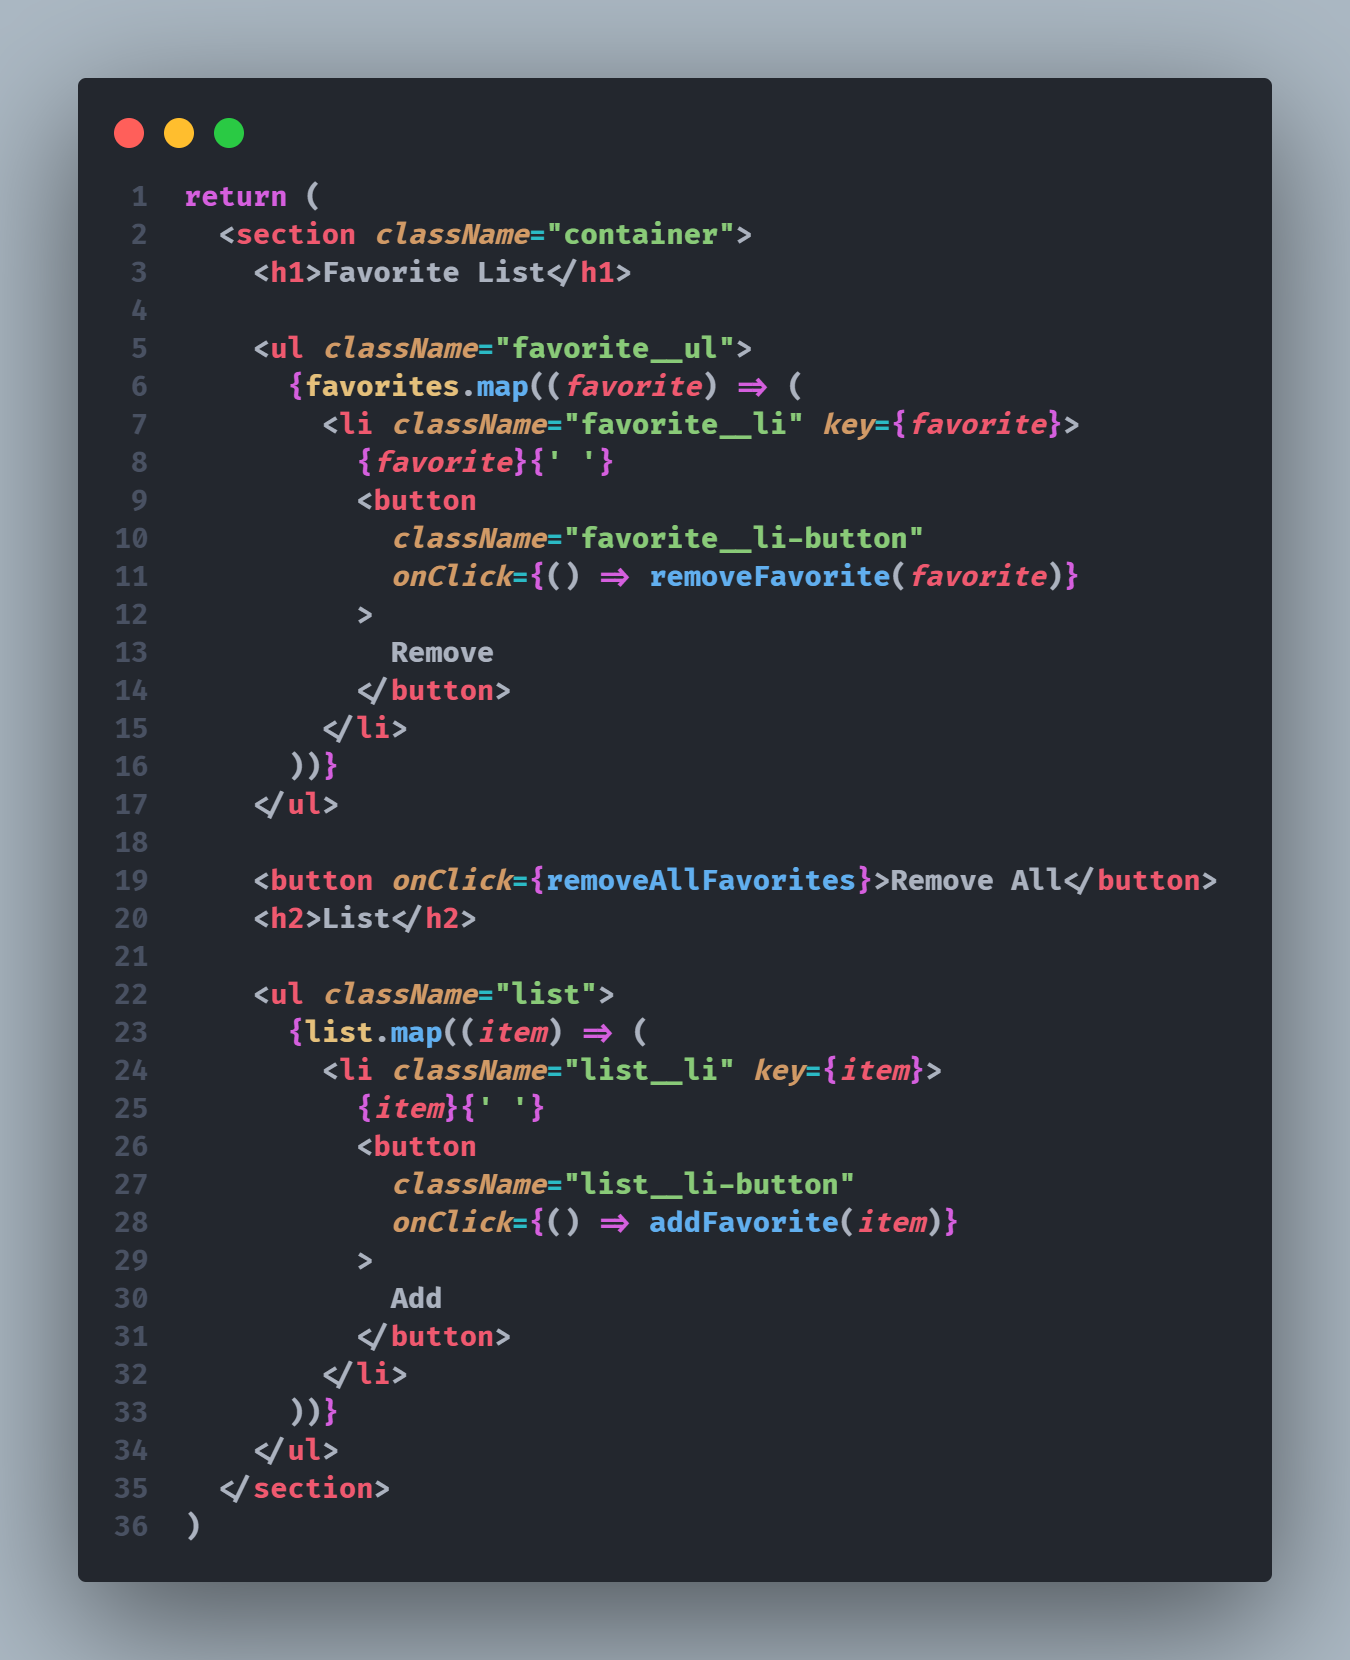 1 return (
2   <section className="container">
3     <h1>Favorite List</h1>
4
5     <ul className="favorite__ul">
6       {favorites.map((favorite) => (
7         <li className="favorite__li" key={favorite}>
8           {favorite}{' '}
9           <button
10             className="favorite__li-button"
11             onClick={() => removeFavorite(favorite)}
12           >
13             Remove
14           </button>
15         </li>
16       ))}
17     </ul>
18
19     <button onClick={removeAllFavorites}>Remove All</button>
20     <h2>List</h2>
21
22     <ul className="list">
23       {list.map((item) => (
24         <li className="list__li" key={item}>
25           {item}{' '}
26           <button
27             className="list__li-button"
28             onClick={() => addFavorite(item)}
29           >
30             Add
31           </button>
32         </li>
33       ))}
34     </ul>
35   </section>
36 )